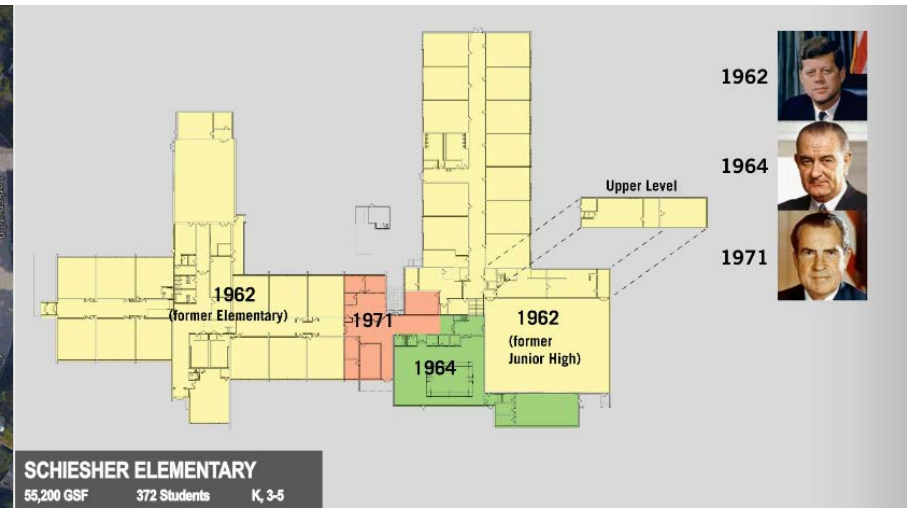 1962
1964
1971
Upper Level
1962
(former Elementary)
1971
1964
1962
(former
Junior High)
SCHIESHER ELEMENTARY
55,200 GSF 372 Students K, 3-5